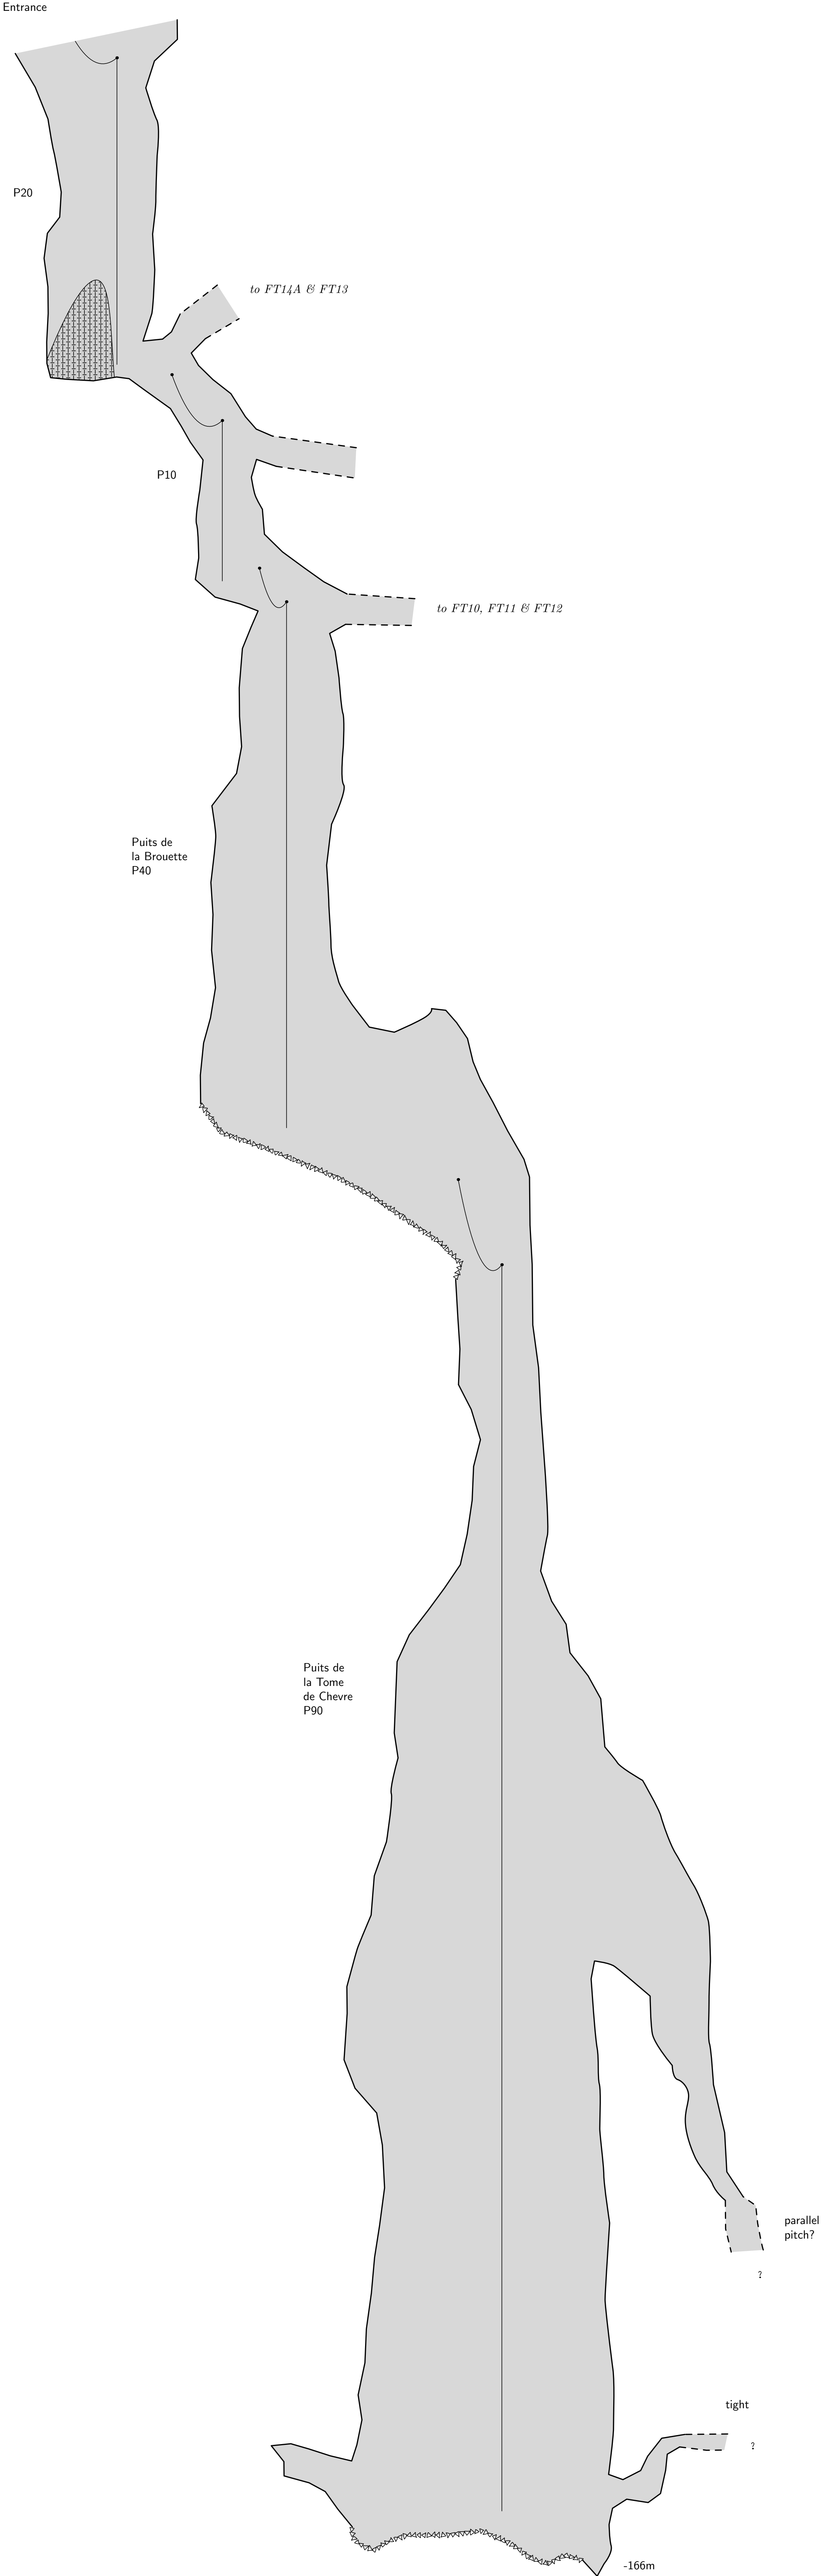 Entrance
P20
to FT14A & FT13
P10
to FT10, FT11 & FT12
Puits de
la Brouette
P40
Puits de
la Tome
de Chevre
P90
parallel
pitch?
?
tight
?
-166m